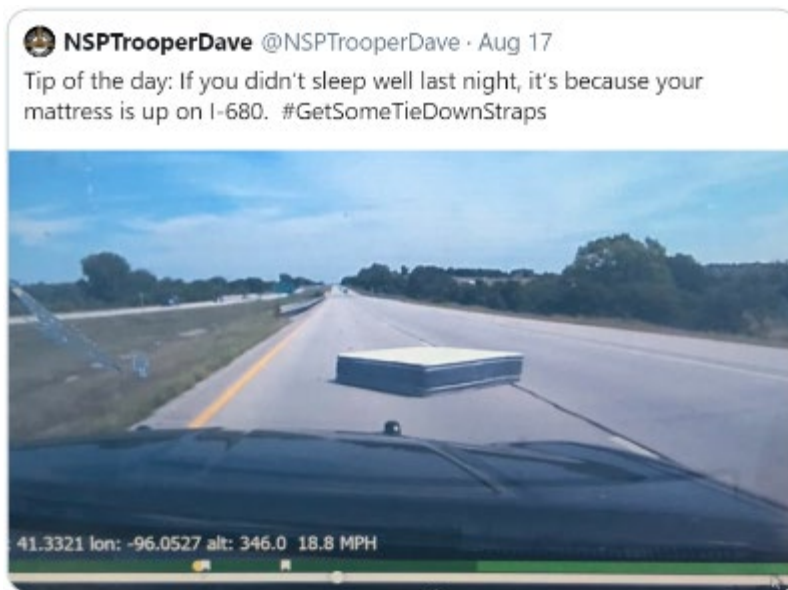 NSPTrooperDave @NSPTrooperDave · Aug 17
Tip of the day: If you didn't sleep well last night, it's because your
mattress is up on I-680. #GetSomeTieDownStraps
: 41.3321 lon: -96.0527 alt: 346.0 18.8 MPH